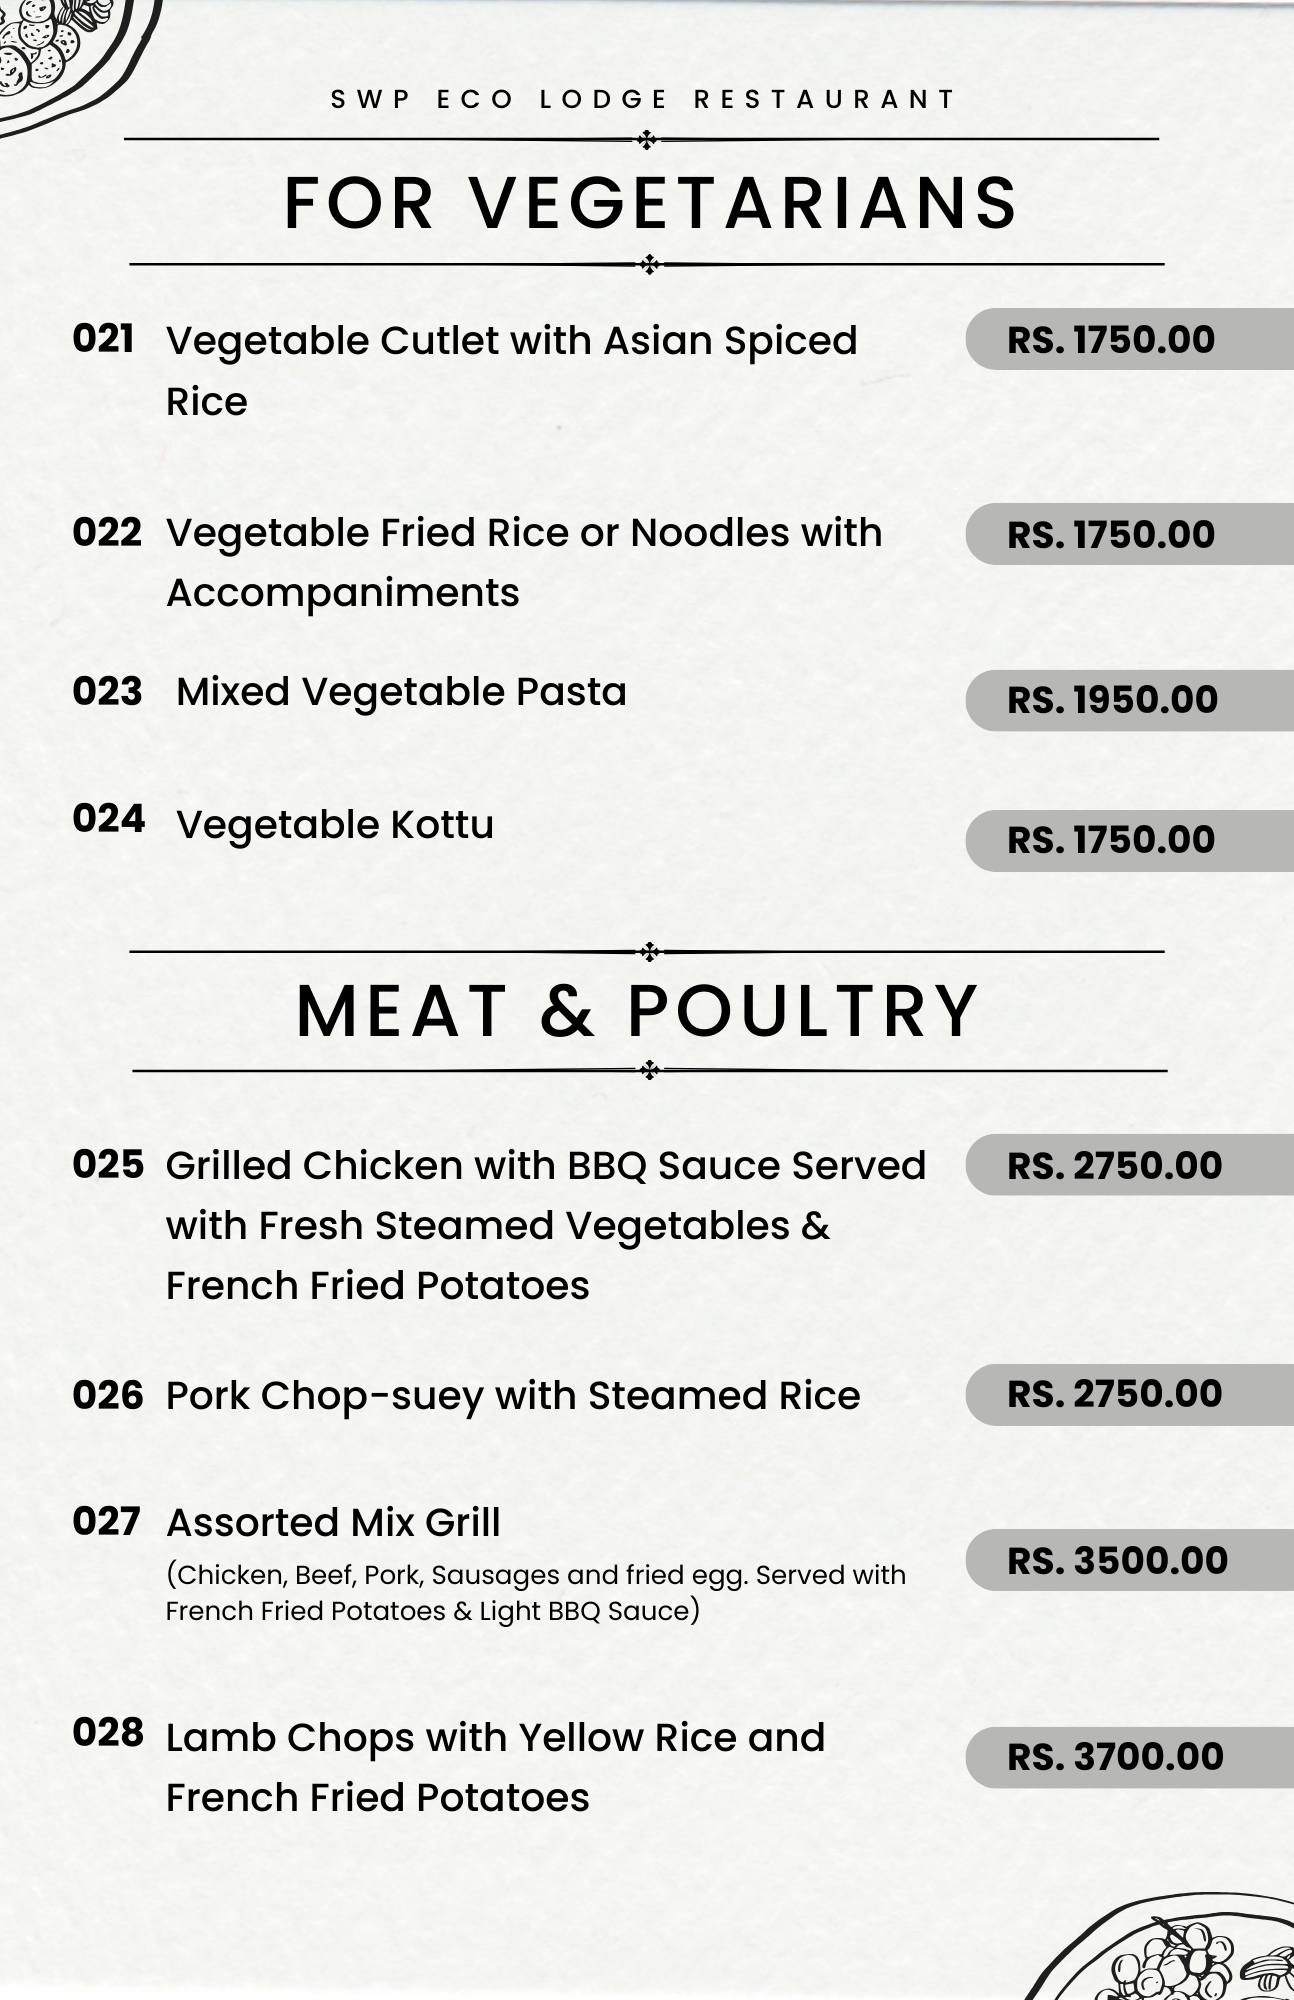 SWP ECO LODGE RESTAURANT
FOR VEGETARIANS
021 Vegetable Cutlet with Asian Spiced RS. 1750.00
Rice
022 Vegetable Fried Rice or Noodles with RS. 1750.00
Accompaniments
023 Mixed Vegetable Pasta RS. 1950.00
024 Vegetable Kottu RS. 1750.00
MEAT & POULTRY
025 Grilled Chicken with BBQ Sauce Served RS. 2750.00
with Fresh Steamed Vegetables &
French Fried Potatoes
026 Pork Chop-suey with Steamed Rice RS. 2750.00
027 Assorted Mix Grill
RS. 3500.00
(Chicken, Beef, Pork, Sausages and fried egg. Served with
French Fried Potatoes & Light BBQ Sauce)
028 Lamb Chops with Yellow Rice and RS. 3700.00
French Fried Potatoes